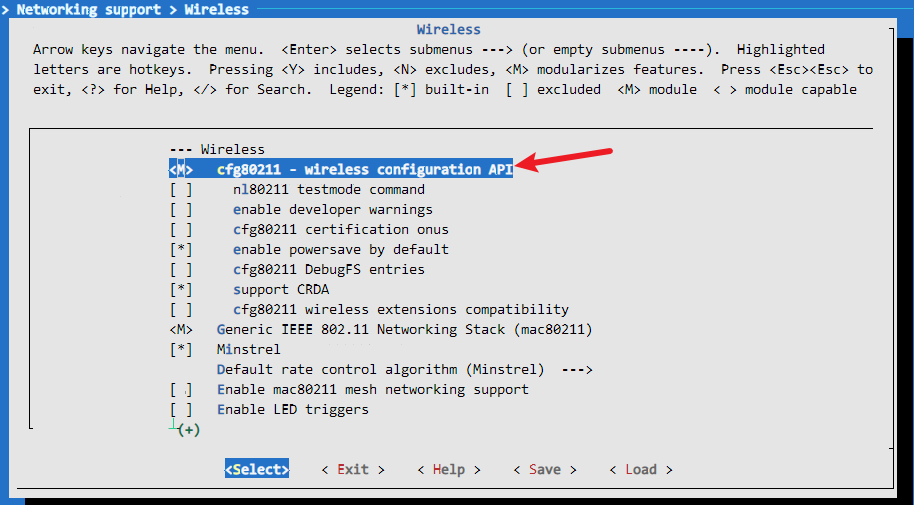 > Networking support > Wireless
Wireless
Arrow keys navigate the menu. <Enter> selects submenus ---> (or empty submenus ----). Highlighted
letters are hotkeys. Pressing <Y> includes, <N> excludes, <M> modularizes features. Press <Esc><Esc> to
exit, <?> for Help, </> for Search. Legend: [*] built-in [ ] excluded <M> module < > module capable
--- Wireless
<M> cfg80211 - wireless configuration API
[ ] nl80211 testmode command
[ ] enable developer warnings
[ ] cfg80211 certification onus
[*] enable powersave by default
[ ] cfg80211 DebugFS entries
[*] support CRDA
[ ] cfg80211 wireless extensions compatibility
<M> Generic IEEE 802.11 Networking Stack (mac80211)
[*] Minstrel
Default rate control algorithm (Minstrel) --->
[ ] Enable mac80211 mesh networking support
[ ] Enable LED triggers
(+)
<Select> < Exit > < Help > < Save > < Load >